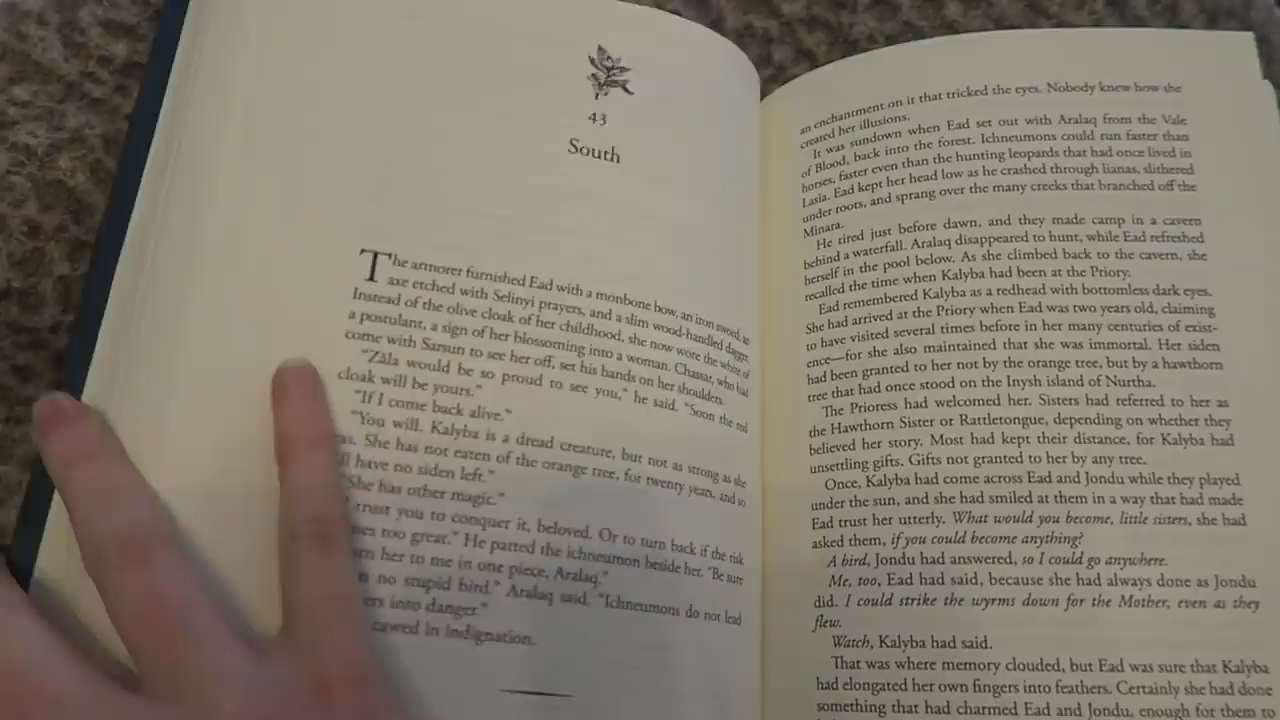 43
South
The armorer furnished Ead with a monbone bow, an iron sword, an
axe etched with Selinyi prayers, and a slim wood-handled dagger.
Instead of the olive cloak of her childhood, she now wore the white of
a postulant, a sign of her blossoming into a woman. Chassar, who had
come with Sarsun to see her off, set his hands on her shoulders.
“Zāla would be so proud to see you,” he said. “Soon the red
cloak will be yours.”
“If I come back alive.”
“You will. Kalyba is a dread creature, but not as strong as she
She has not eaten of the orange tree, for twenty years, and so
have no siden left.”
“She has other magic.”
trust you to conquer it, beloved. Or to turn back if the risk
too great.” He patted the ichneumon beside her. “Be sure
her to me in one piece, Aralaq.”
no stupid bird.” Aralaq said. “Ichneumons do not lead
into danger.”
cawed in indignation.
an enchantment on it that tricked the eyes. Nobody knew how she
created her illusions.
It was sundown when Ead set out with Aralaq from the Vale
of Blood, back into the forest. Ichneumons could run faster than
horses, faster even than the hunting leopards that had once lived in
Lasia. Ead kept her head low as he crashed through lianas, slithered
under roots, and sprang over the many creeks that branched off the
Minara.
He tired just before dawn, and they made camp in a cavern
behind a waterfall. Aralaq disappeared to hunt, while Ead refreshed
herself in the pool below. As she climbed back to the cavern, she
recalled the time when Kalyba had been at the Priory.
Ead remembered Kalyba as a redhead with bottomless dark eyes.
She had arrived at the Priory when Ead was two years old, claiming
to have visited several times before in her many centuries of exist-
ence—for she also maintained that she was immortal. Her siden
had been granted to her not by the orange tree, but by a hawthorn
tree that had once stood on the Inysh island of Nurtha.
The Prioress had welcomed her. Sisters had referred to her as
the Hawthorn Sister or Rattletongue, depending on whether they
believed her story. Most had kept their distance, for Kalyba had
unsettling gifts. Gifts not granted to her by any tree.
Once, Kalyba had come across Ead and Jondu while they played
under the sun, and she had smiled at them in a way that had made
Ead trust her utterly. What would you become, little sisters, she had
asked them, if you could become anything?
A bird, Jondu had answered, so I could go anywhere.
Me, too, Ead had said, because she had always done as Jondu
did. I could strike the wyrms down for the Mother, even as they
flew.
Watch, Kalyba had said.
That was where memory clouded, but Ead was sure that Kalyba
had elongated her own fingers into feathers. Certainly she had done
something that had charmed Ead and Jondu, enough for them to